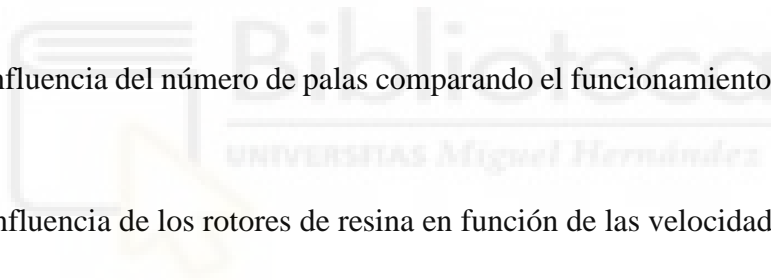 Biblioteca
nfluencia del número de palas comparando el funcionamiento
UNIVERSITAS Miguel Hernández
nfluencia de los rotores de resina en función de las velocidad